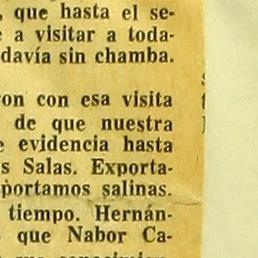 , que hasta el se-
e a visitar a toda-
davía sin chamba.
on con esa visita
de que nuestra
e evidencia hasta
s Salas. Exporta-
portamos salinas.
tiempo. Hernán-
que Nabor Ca-